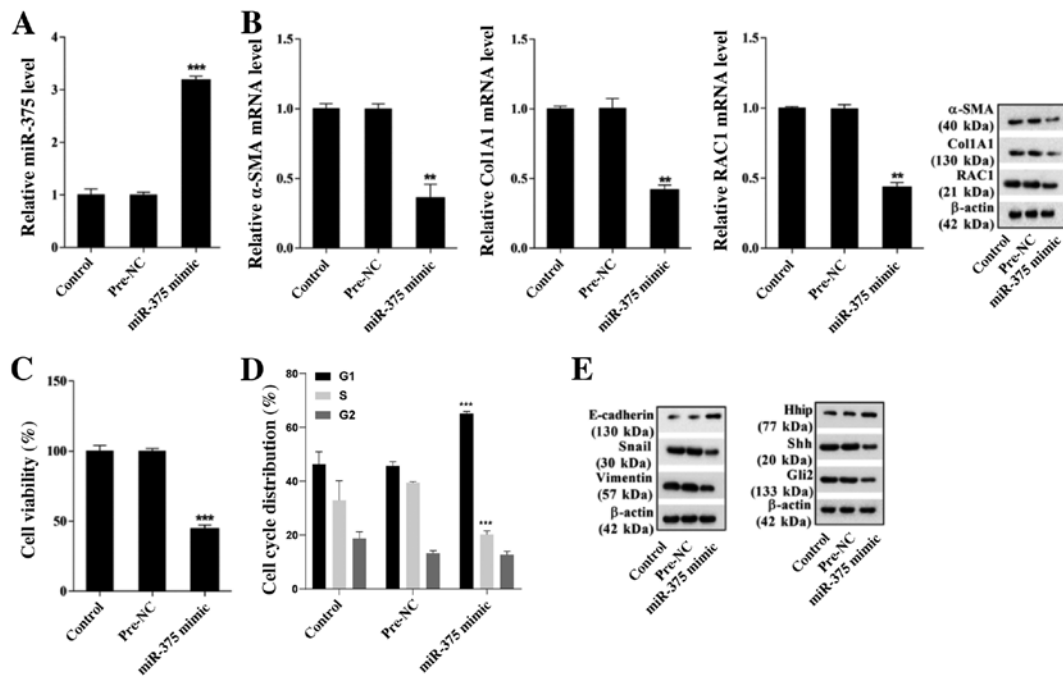 A
Relative miR-375 level
4
3
2
1
0
***
Control
Pre-NC
miR-375 mimic
B
Relative α-SMA mRNA level
1.5
1.0
0.5
0.0
**
Control
Pre-NC
miR-375 mimic
Relative Col1A1 mRNA level
1.5
1.0
0.5
0.0
**
Control
Pre-NC
miR-375 mimic
Relative RAC1 mRNA level
1.5
1.0
0.5
0.0
**
Control
Pre-NC
miR-375 mimic
α-SMA
(40 kDa)
Col1A1
(130 kDa)
RAC1
(21 kDa)
β-actin
(42 kDa)
Control
Pre-NC
miR-375 mimic
C
Cell viability (%)
150
100
50
0
***
Control
Pre-NC
miR-375 mimic
D
Cell cycle distribution (%)
80
60
40
20
0
G1
S
G2
***
***
Control
Pre-NC
miR-375 mimic
E
E-cadherin
(130 kDa)
Snail
(30 kDa)
Vimentin
(57 kDa)
β-actin
(42 kDa)
Control
Pre-NC
miR-375 mimic
Hhip
(77 kDa)
Shh
(20 kDa)
Gli2
(133 kDa)
β-actin
(42 kDa)
Control
Pre-NC
miR-375 mimic